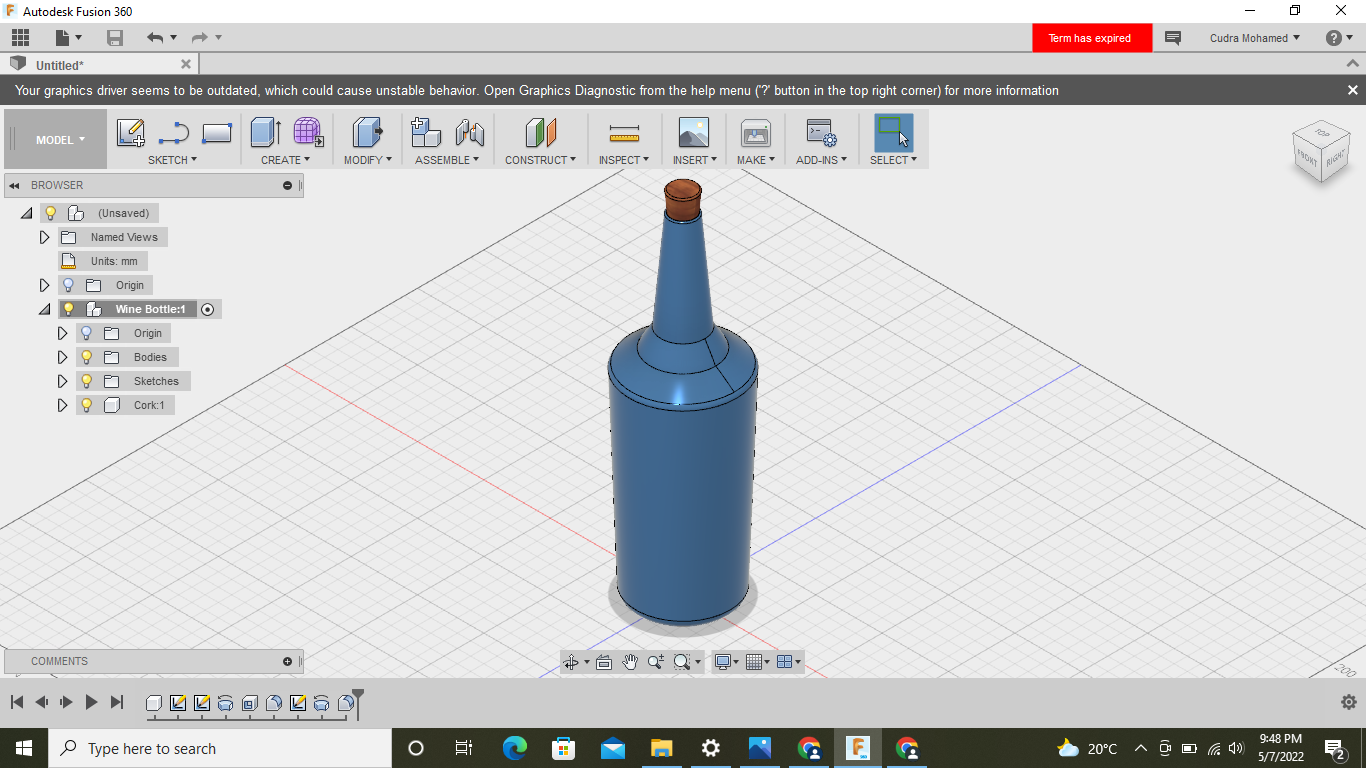 Autodesk Fusion 360
Term has expired
Cudra Mohamed
?
Untitled*
Your graphics driver seems to be outdated, which could cause unstable behavior. Open Graphics Diagnostic from the help menu ('?' button in the top right corner) for more information
MODEL
SKETCH
CREATE
MODIFY
ASSEMBLE
CONSTRUCT
INSPECT
INSERT
MAKE
ADD-INS
SELECT
TOP
FRONT
RIGHT
BROWSER
(Unsaved)
Named Views
Units: mm
Origin
Wine Bottle:1
Origin
Bodies
Sketches
Cork:1
COMMENTS
200
Type here to search
20°C
9:48 PM
5/7/2022
2